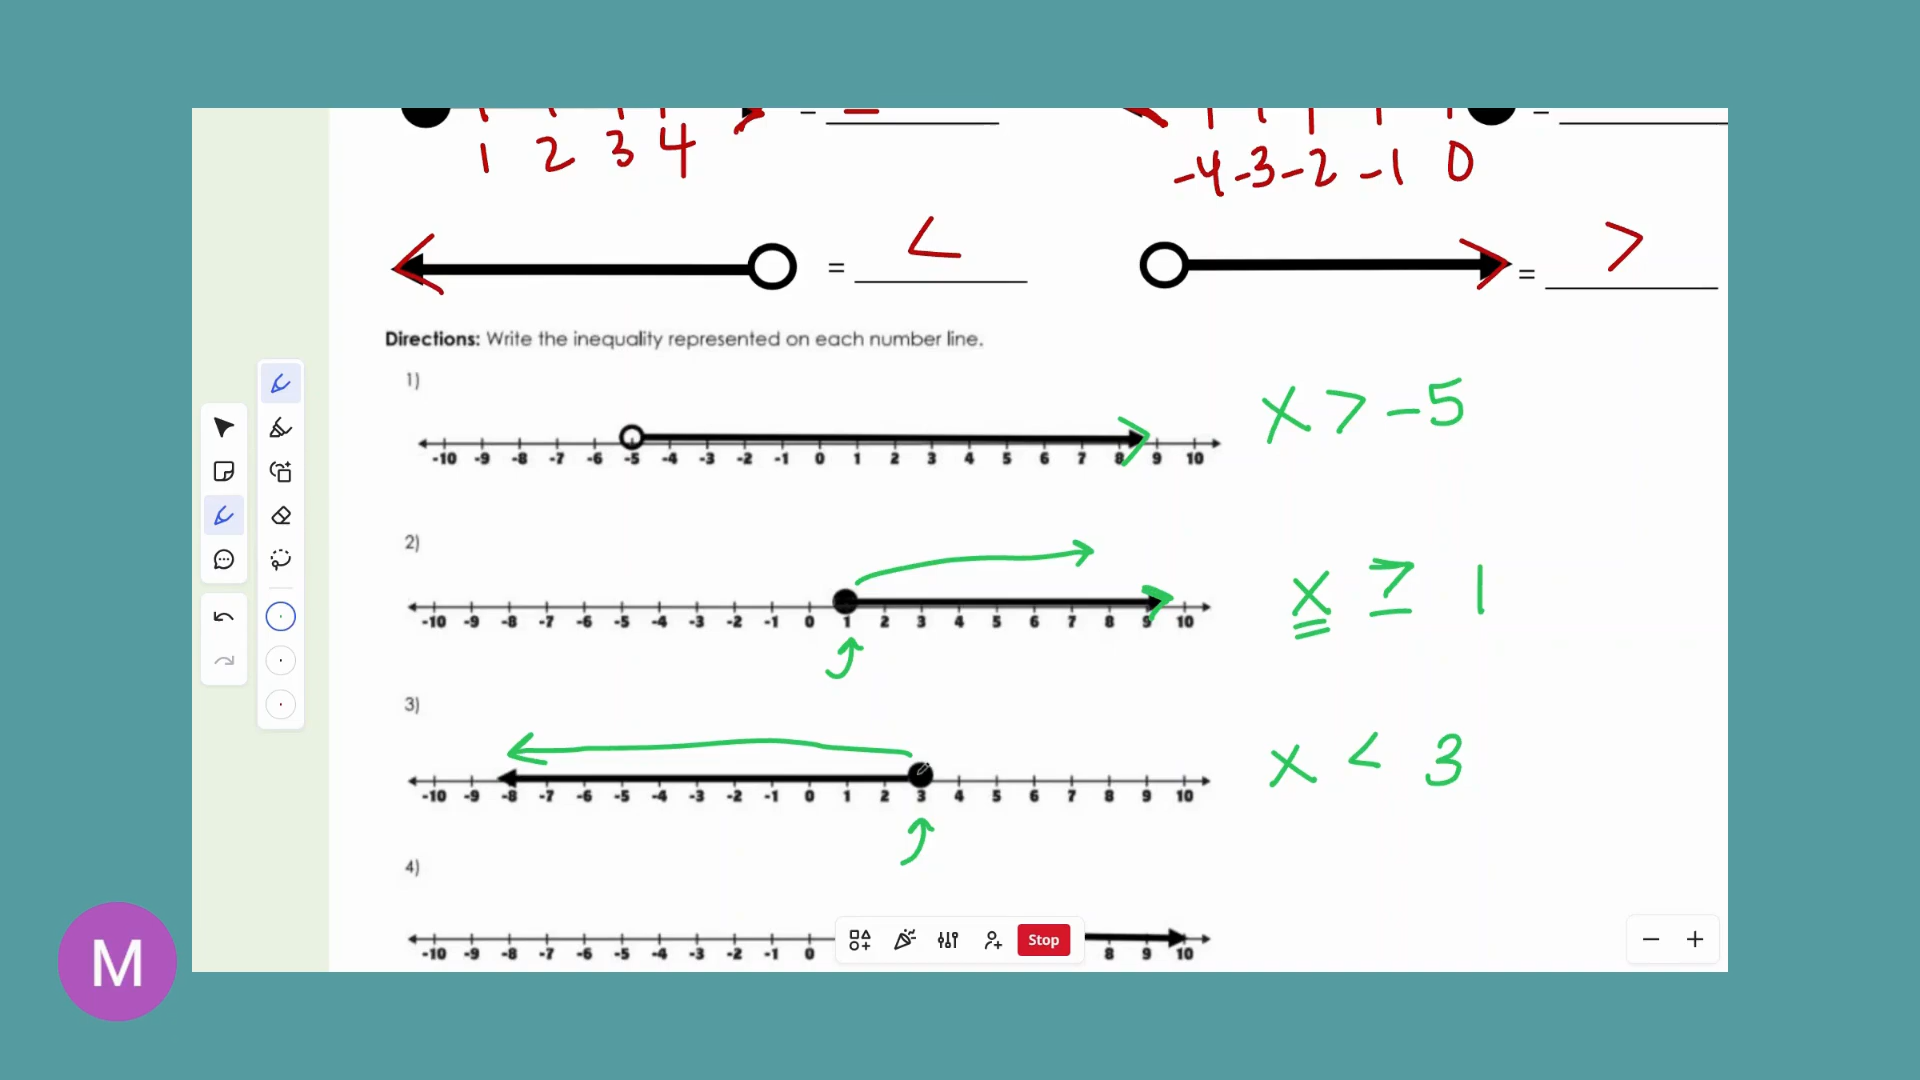 = ≥ =
1 2 3 4 -4 -3 -2 -1 0
= < = >
Directions: Write the inequality represented on each number line.
1)
x > -5
-10 -9 -8 -7 -6 -5 -4 -3 -2 -1 0 1 2 3 4 5 6 7 8 9 10
2)
x ≥ 1
-10 -9 -8 -7 -6 -5 -4 -3 -2 -1 0 1 2 3 4 5 6 7 8 9 10
3)
x < 3
-10 -9 -8 -7 -6 -5 -4 -3 -2 -1 0 1 2 3 4 5 6 7 8 9 10
4)
Stop
-10 -9 -8 -7 -6 -5 -4 -3 -2 -1 0 8 9 10
M